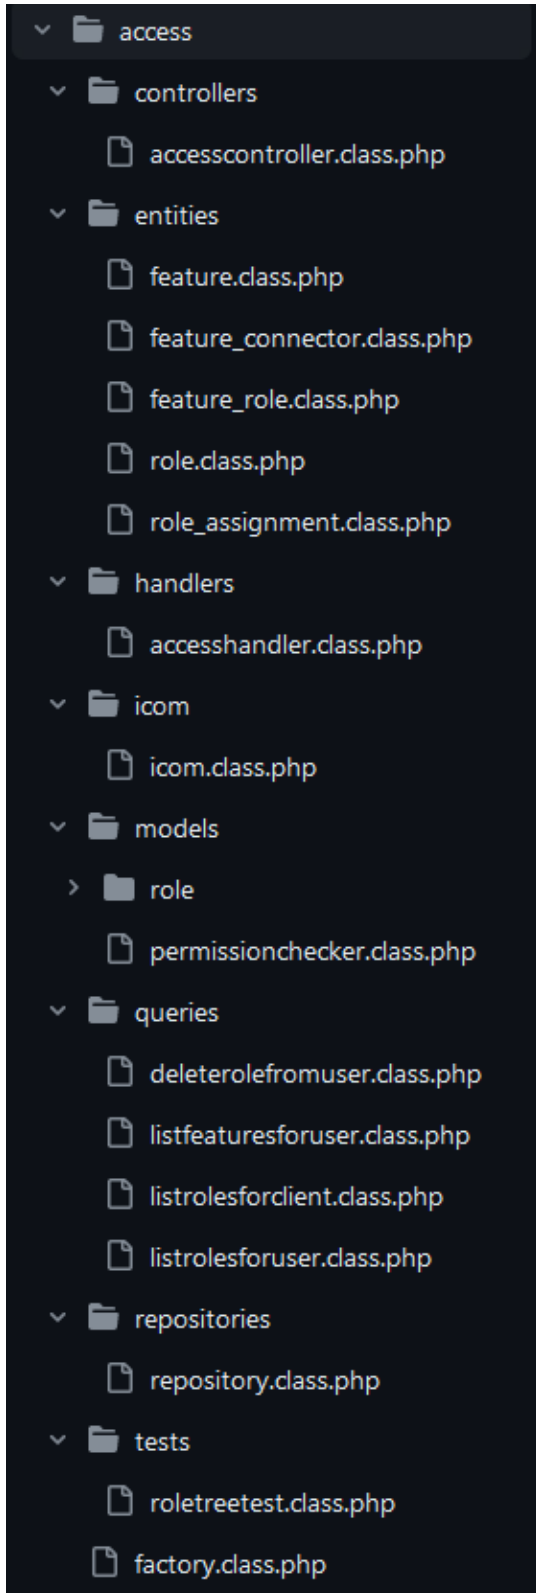 access
controllers
accesscontroller.class.php
entities
feature.class.php
feature_connector.class.php
feature_role.class.php
role.class.php
role_assignment.class.php
handlers
accesshandler.class.php
icom
icom.class.php
models
role
permissionchecker.class.php
queries
deleterolefromuser.class.php
listfeaturesforuser.class.php
listrolesforclient.class.php
listrolesforuser.class.php
repositories
repository.class.php
tests
roletreetest.class.php
factory.class.php